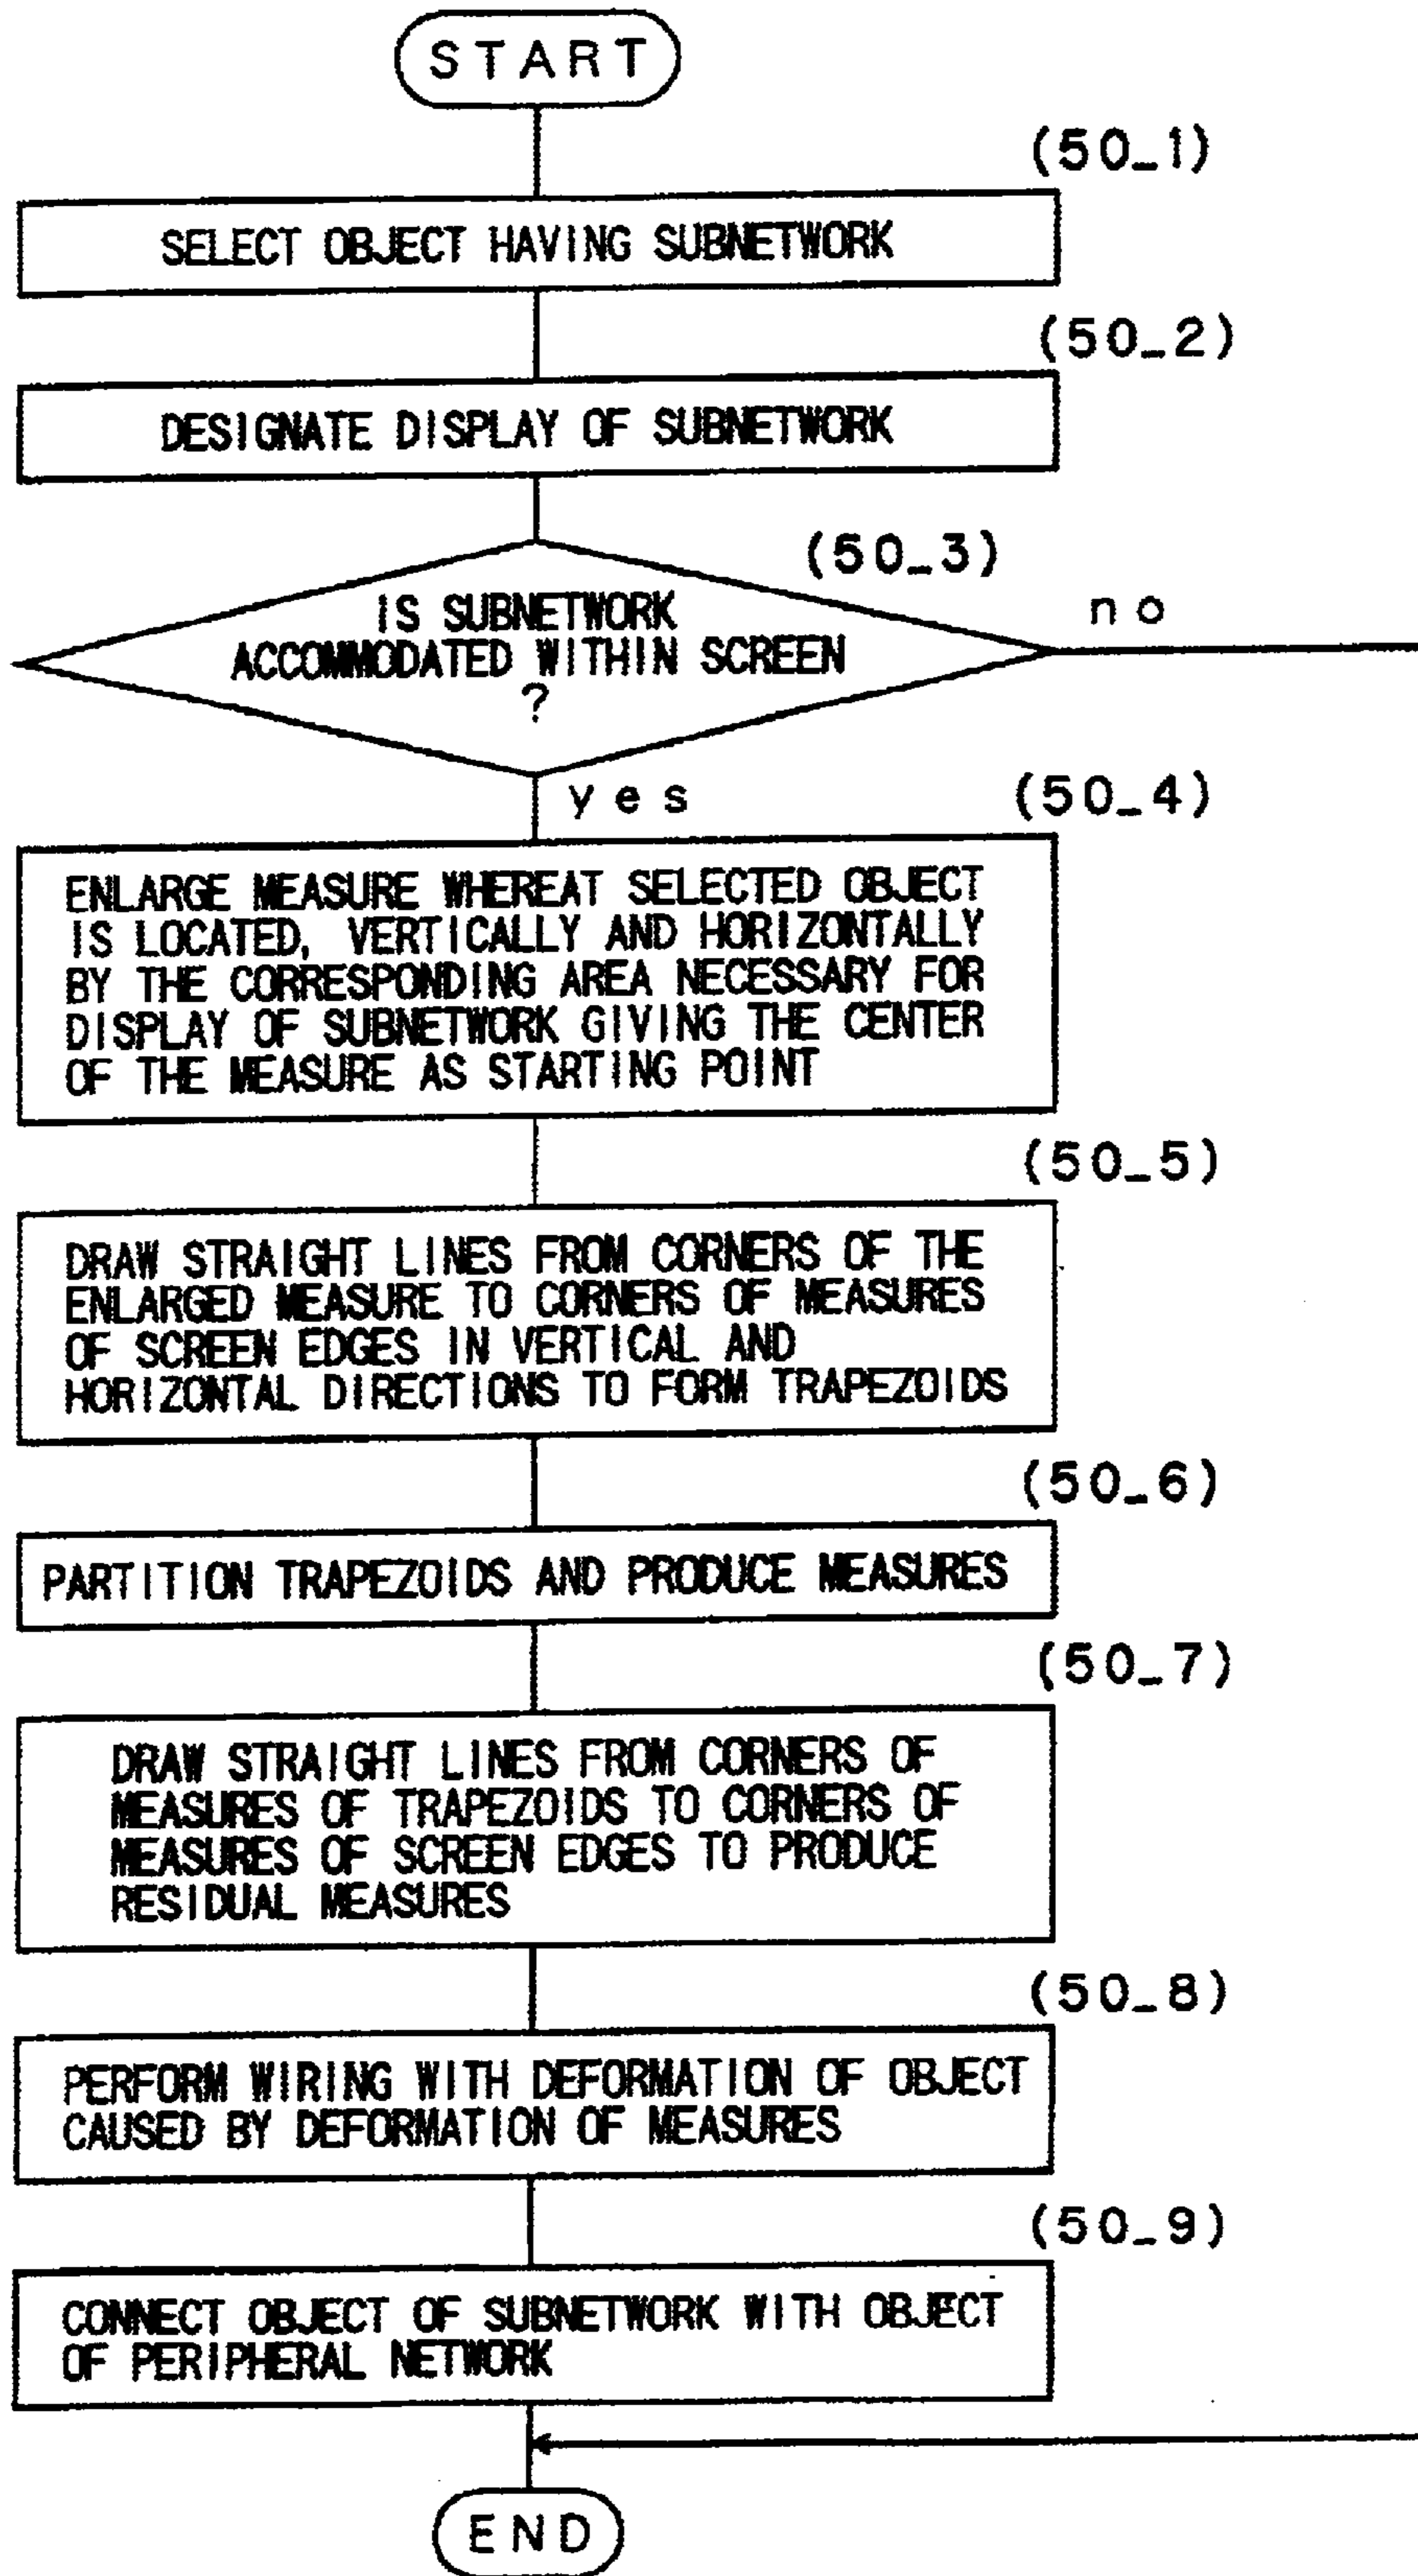 START
(50_1)
SELECT OBJECT HAVING SUBNETWORK
(50_2)
DESIGNATE DISPLAY OF SUBNETWORK
(50_3)
IS SUBNETWORK
ACCOMMODATED WITHIN SCREEN
?
no
yes
(50_4)
ENLARGE MEASURE WHEREAT SELECTED OBJECT
IS LOCATED, VERTICALLY AND HORIZONTALLY
BY THE CORRESPONDING AREA NECESSARY FOR
DISPLAY OF SUBNETWORK GIVING THE CENTER
OF THE MEASURE AS STARTING POINT
(50_5)
DRAW STRAIGHT LINES FROM CORNERS OF THE
ENLARGED MEASURE TO CORNERS OF MEASURES
OF SCREEN EDGES IN VERTICAL AND
HORIZONTAL DIRECTIONS TO FORM TRAPEZOIDS
(50_6)
PARTITION TRAPEZOIDS AND PRODUCE MEASURES
(50_7)
DRAW STRAIGHT LINES FROM CORNERS OF
MEASURES OF TRAPEZOIDS TO CORNERS OF
MEASURES OF SCREEN EDGES TO PRODUCE
RESIDUAL MEASURES
(50_8)
PERFORM WIRING WITH DEFORMATION OF OBJECT
CAUSED BY DEFORMATION OF MEASURES
(50_9)
CONNECT OBJECT OF SUBNETWORK WITH OBJECT
OF PERIPHERAL NETWORK
END